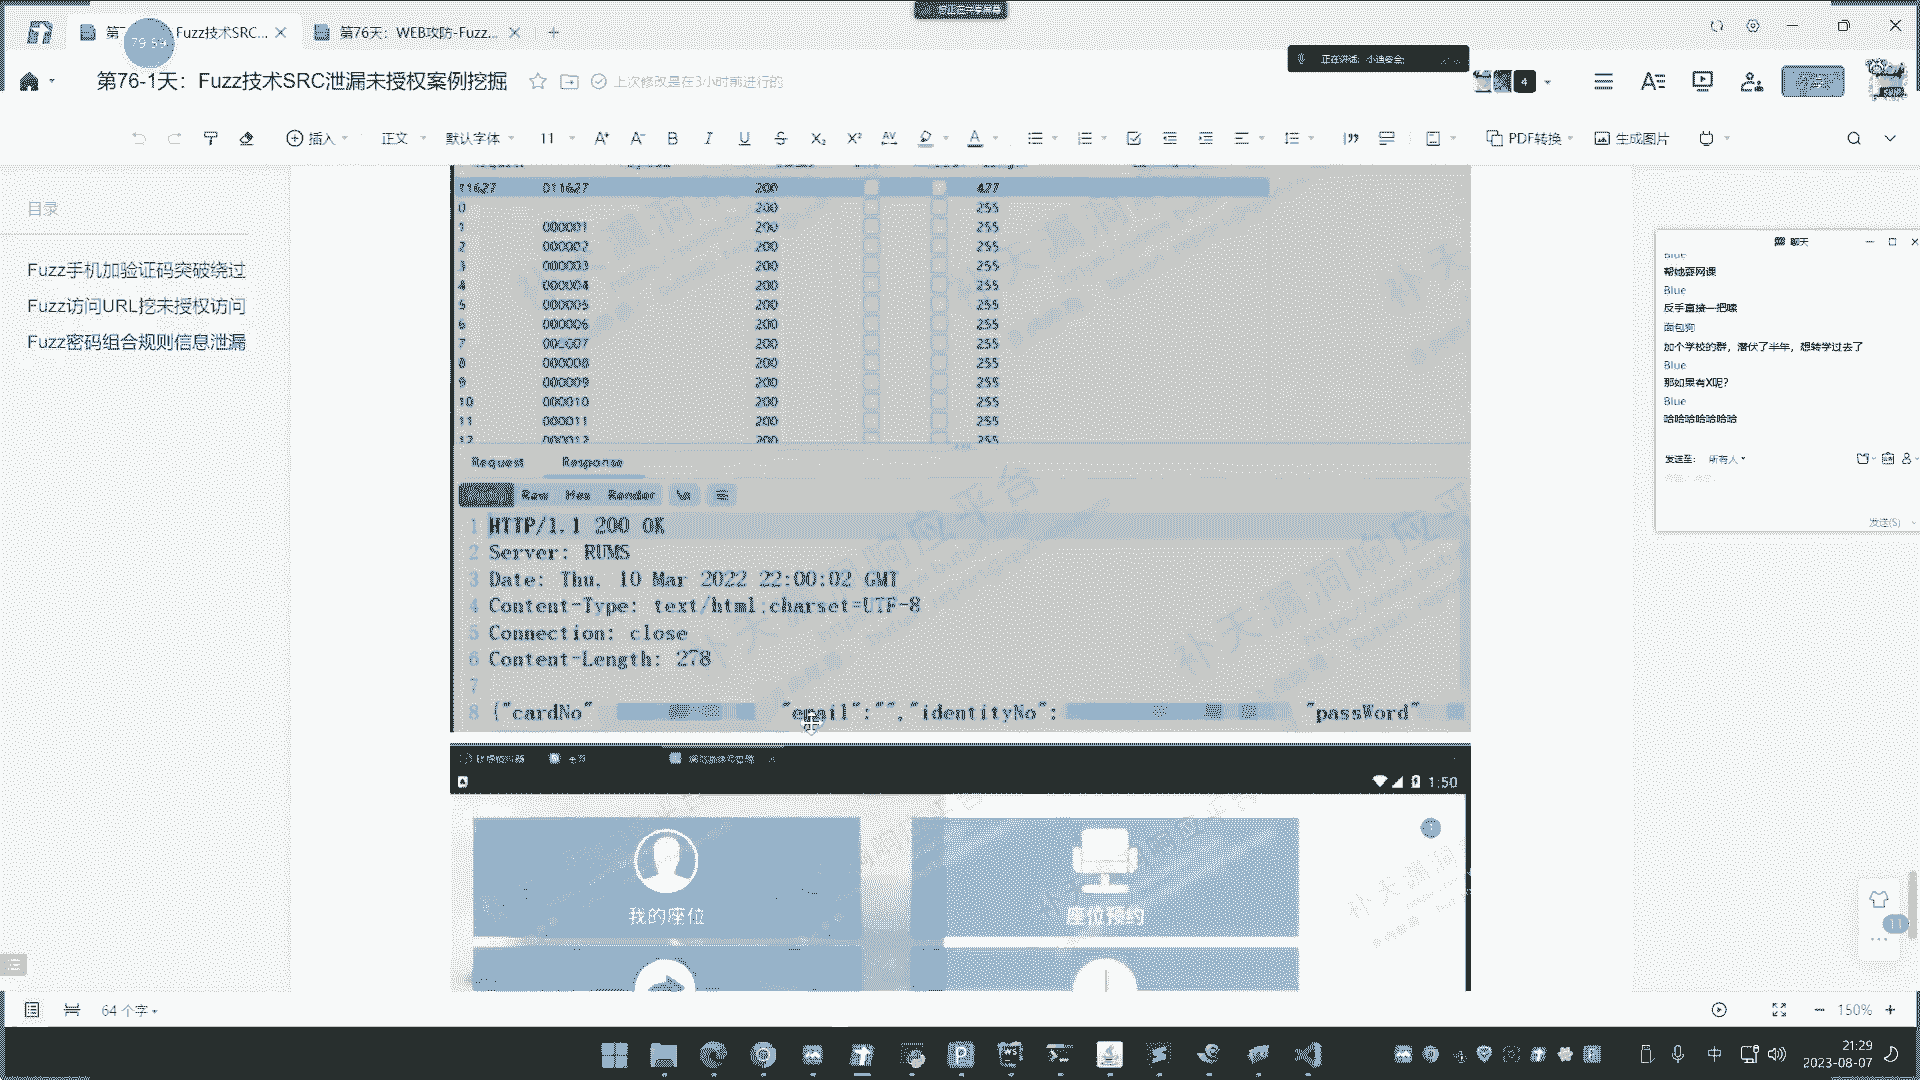 Fuzz技术SRC...
第76天：WEB攻防-Fuzz...
79:59
第76-1天：Fuzz技术SRC泄漏未授权案例挖掘
上次修改是在3小时前进行的
4
插入
正文
默认字体
11
PDF转换
生成图片
目录
Fuzz手机加验证码突破绕过
Fuzz访问URL挖未授权访问
Fuzz密码组合规则信息泄漏
11627 011627 200 427
0 200 255
1 000001 200 255
2 000002 200 255
3 000003 200 255
4 000004 200 255
5 000005 200 255
6 000006 200 255
7 000007 200 255
8 000008 200 255
9 000009 200 255
10 000010 200 255
11 000011 200 255
12 000012 200 255
Request Response
Raw Hex Render \n
1 HTTP/1.1 200 OK
2 Server: RUMS
3 Date: Thu, 10 Mar 2022 22:00:02 GMT
4 Content-Type: text/html;charset=UTF-8
5 Connection: close
6 Content-Length: 278
7
8 {"cardNo" "email":"","identityNo": "passWord"
补天漏洞响应平台
1:50
我的座位
座位预约
聊天
Blue
帮她耍网课
Blue
反手直接一把嗦
面包狗
加个学校的群，潜伏了半年，想转学过去了
Blue
那如果有X呢?
Blue
哈哈哈哈哈哈哈
发送至： 所有人
发送(S)
11
64 个字
150%
中
21:29
2023-08-07